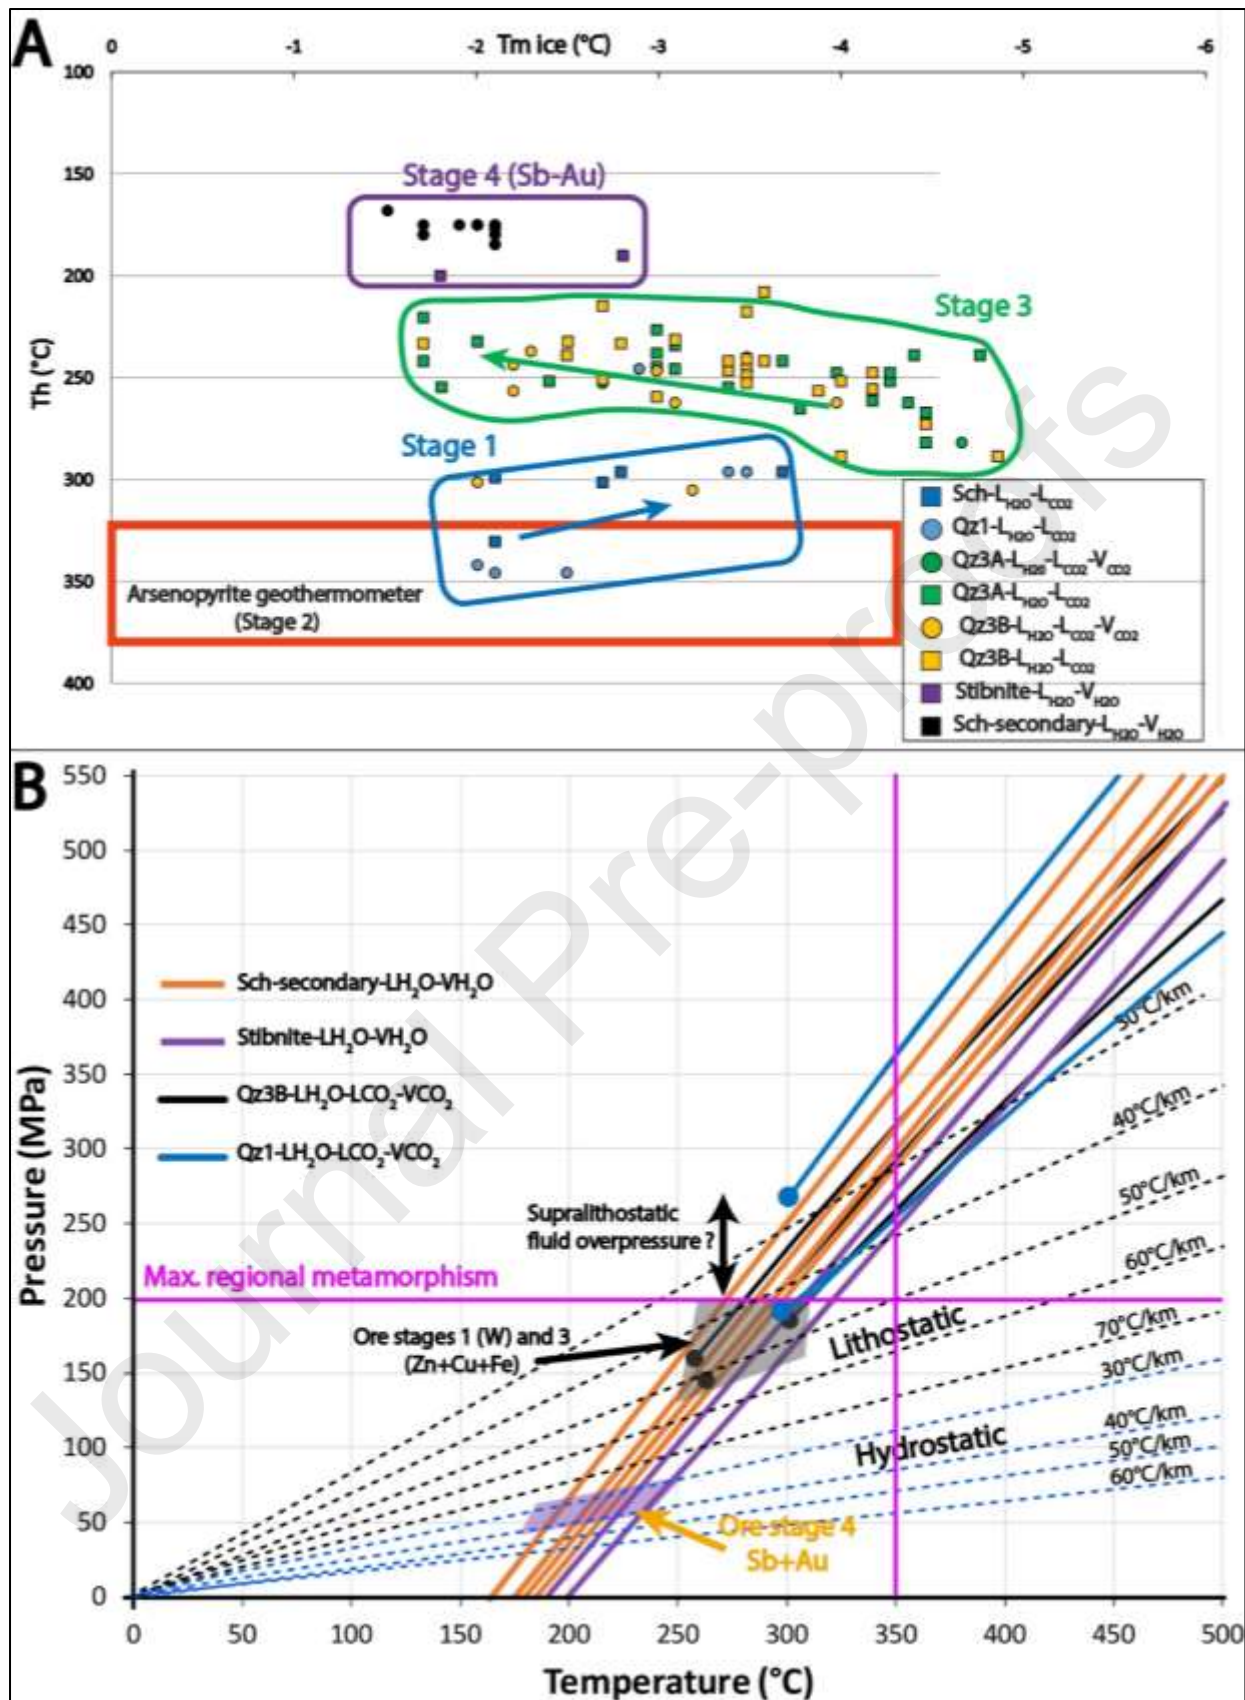 A
0 -1 -2 Tm ice (°C) -3 -4 -5 -6
100
150
200
250
300
350
400
Th (°C)
Stage 4 (Sb-Au)
Stage 3
Stage 1
Arsenopyrite geothermometer
(Stage 2)
Sch-LH2O-LCO2
Qz1-LH2O-LCO2
Qz3A-LH2O-LCO2-VCO2
Qz3A-LH2O-LCO2
Qz3B-LH2O-LCO2-VCO2
Qz3B-LH2O-LCO2
Stibnite-LH2O-VH2O
Sch-secondary-LH2O-VH2O
B
550
500
450
400
350
300
250
200
150
100
50
0
Pressure (MPa)
Sch-secondary-LH2O-VH2O
Stibnite-LH2O-VH2O
Qz3B-LH2O-LCO2-VCO2
Qz1-LH2O-LCO2-VCO2
30°C/km
40°C/km
50°C/km
60°C/km
70°C/km
30°C/km
40°C/km
50°C/km
60°C/km
Supralithostatic
fluid overpressure ?
Max. regional metamorphism
Ore stages 1 (W) and 3
(Zn+Cu+Fe)
Lithostatic
Hydrostatic
Ore stage 4
Sb+Au
0 50 100 150 200 250 300 350 400 450 500
Temperature (°C)
Journal Pre-proofs